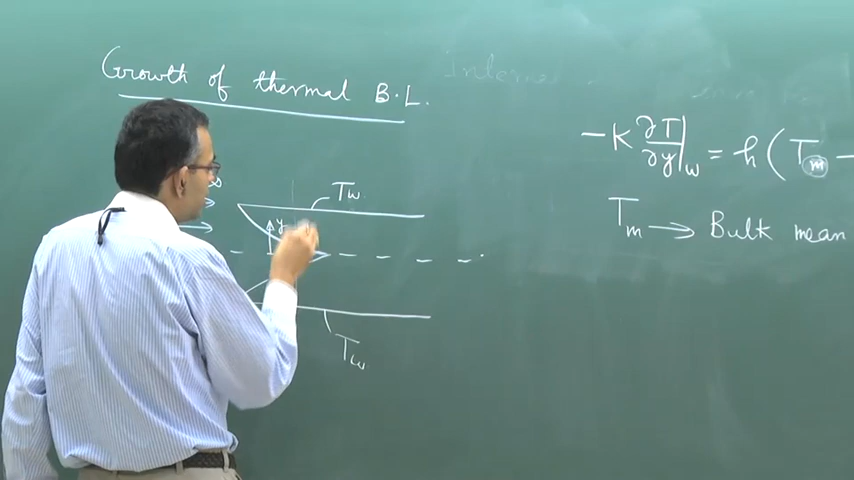 Growth of thermal B.L.
Tw
y
Tw
-K ∂T/∂y|w = h(Tm -
Tm → Bulk mean